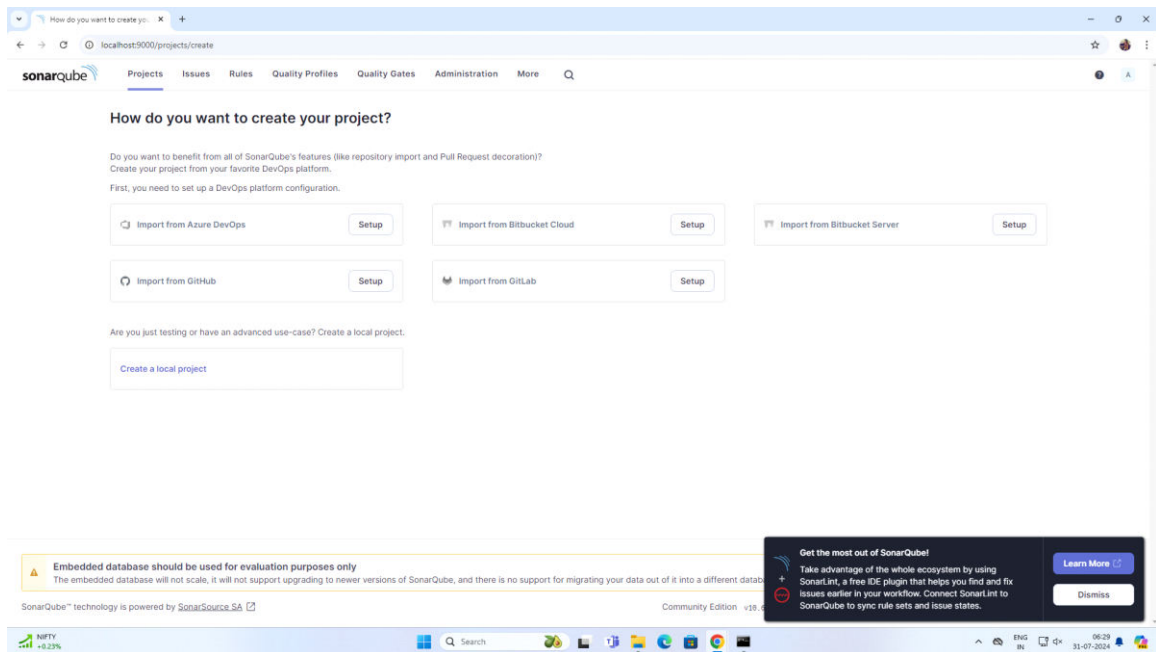 How do you want to create yo
localhost:9000/projects/create
sonarqube Projects Issues Rules Quality Profiles Quality Gates Administration More A
How do you want to create your project?
Do you want to benefit from all of SonarQube's features (like repository import and Pull Request decoration)?
Create your project from your favorite DevOps platform.
First, you need to set up a DevOps platform configuration.
Import from Azure DevOps Setup Import from Bitbucket Cloud Setup Import from Bitbucket Server Setup
Import from GitHub Setup Import from GitLab Setup
Are you just testing or have an advanced use-case? Create a local project.
Create a local project
Embedded database should be used for evaluation purposes only
The embedded database will not scale, it will not support upgrading to newer versions of SonarQube, and there is no support for migrating your data out of it into a different datab
Get the most out of SonarQube!
Take advantage of the whole ecosystem by using
SonarLint, a free IDE plugin that helps you find and fix
issues earlier in your workflow. Connect SonarLint to
SonarQube to sync rule sets and issue states.
Learn More
Dismiss
SonarQube™ technology is powered by SonarSource SA Community Edition v10.6
NIFTY
+0.23%
Search
ENG
IN
06:29
31-07-2024